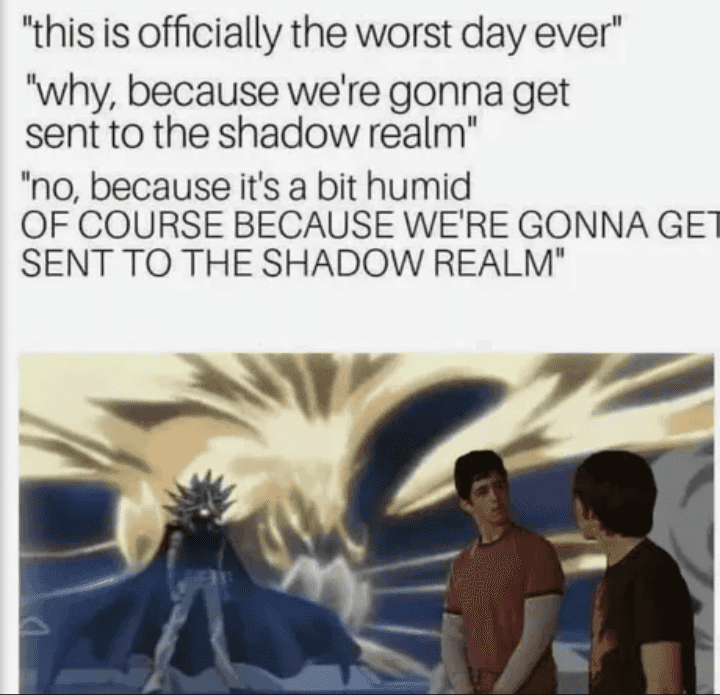 "this is officially the worst day ever"
"why, because we're gonna get
sent to the shadow realm"
"no, because it's a bit humid
OF COURSE BECAUSE WE'RE GONNA GET
SENT TO THE SHADOW REALM"